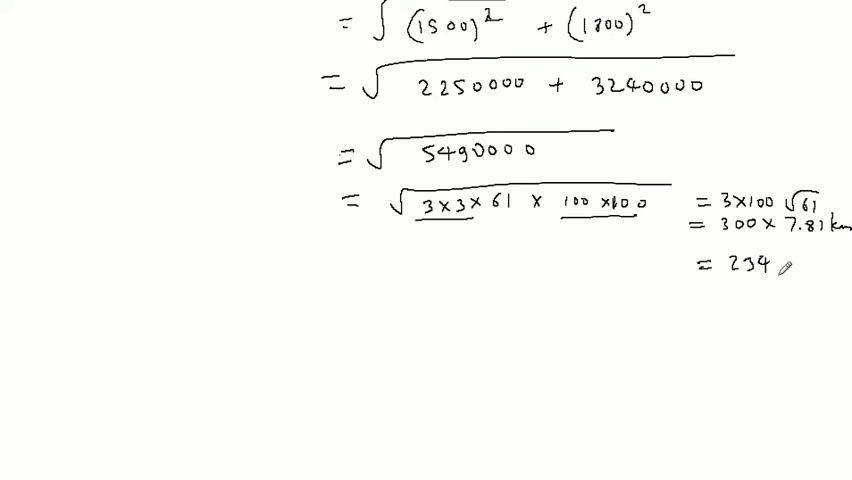 = √ (1500)² + (1800)²
= √ 2250000 + 3240000
= √ 5490000
= √ 3×3×61 × 100×100 = 3×100 √61
= 300 × 7.81 km
= 234